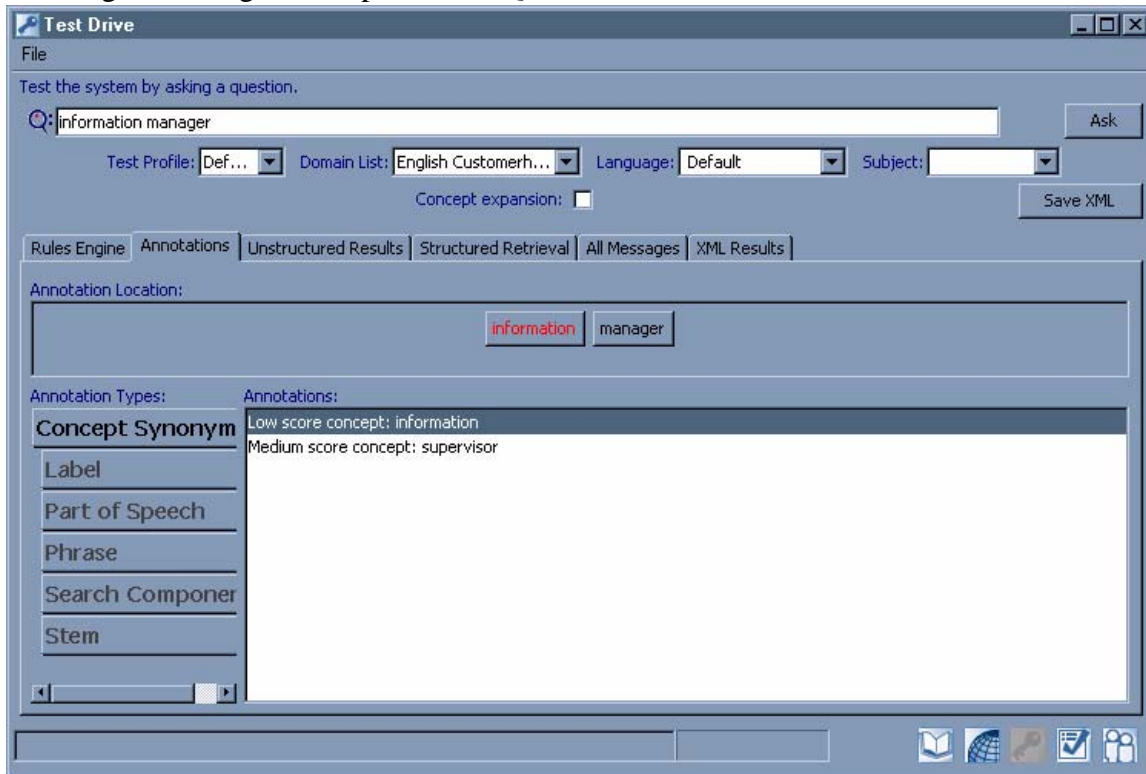 Test Drive
File
Test the system by asking a question.
Q: information manager
Ask
Test Profile: Def... Domain List: English Customerh... Language: Default Subject:
Concept expansion:
Save XML
Rules Engine Annotations Unstructured Results Structured Retrieval All Messages XML Results
Annotation Location:
information manager
Annotation Types: Annotations:
Concept Synonym
Low score concept: information
Medium score concept: supervisor
Label
Part of Speech
Phrase
Search Componer
Stem